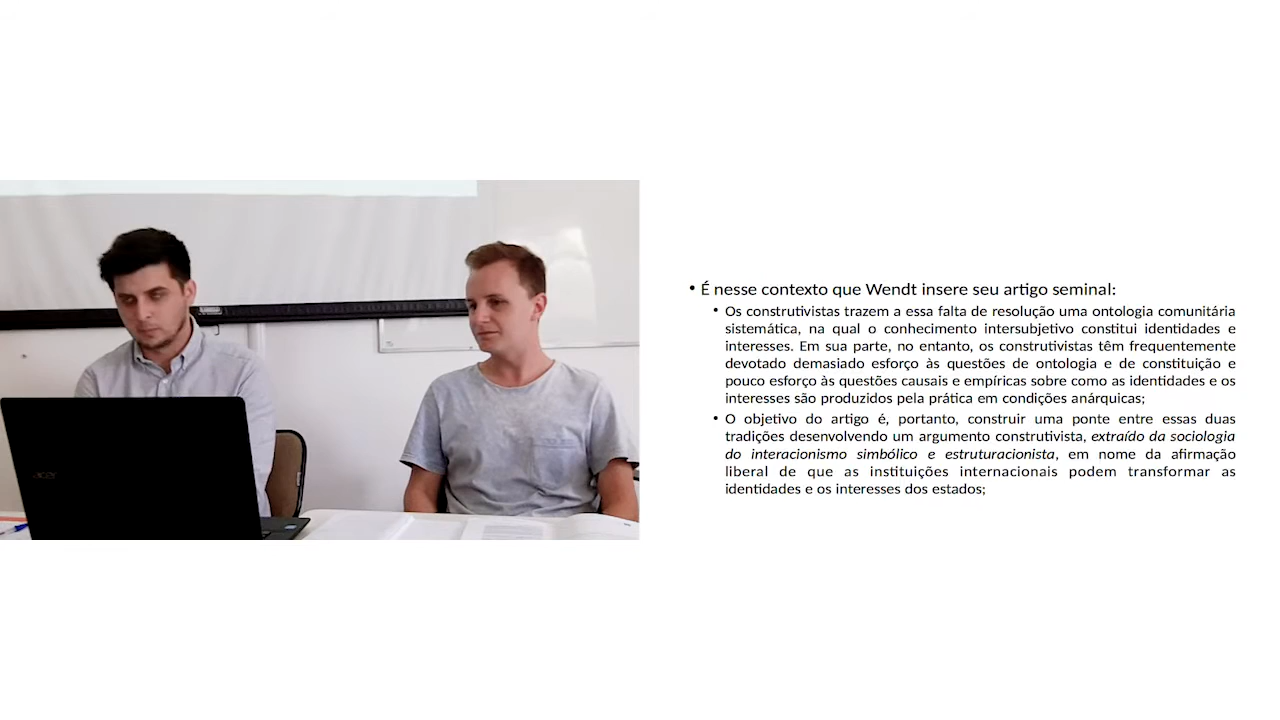 • É nesse contexto que Wendt insere seu artigo seminal:
• Os construtivistas trazem a essa falta de resolução uma ontologia comunitária
sistemática, na qual o conhecimento intersubjetivo constitui identidades e
interesses. Em sua parte, no entanto, os construtivistas têm frequentemente
devotado demasiado esforço às questões de ontologia e de constituição e
pouco esforço às questões causais e empíricas sobre como as identidades e os
interesses são produzidos pela prática em condições anárquicas;
• O objetivo do artigo é, portanto, construir uma ponte entre essas duas
tradições desenvolvendo um argumento construtivista, extraído da sociologia
do interacionismo simbólico e estruturacionista, em nome da afirmação
liberal de que as instituições internacionais podem transformar as
identidades e os interesses dos estados;
acer